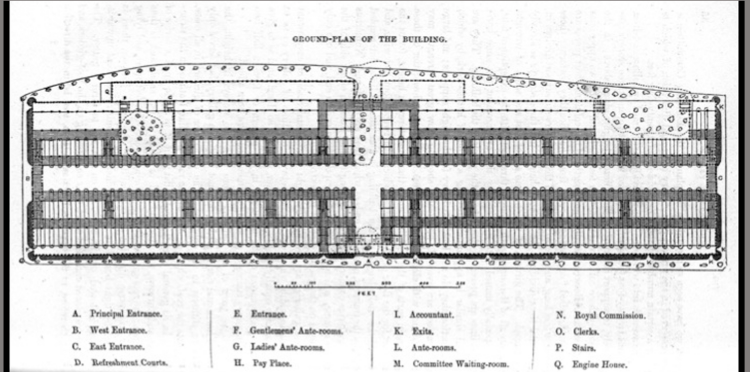 GROUND-PLAN OF THE BUILDING.
FEET
A. Principal Entrance.
B. West Entrance.
C. East Entrance.
D. Refreshment Courts.
E. Entrance.
F. Gentlemens' Ante-rooms.
G. Ladies' Ante-rooms.
H. Pay Place.
I. Accountant.
K. Exits.
L. Ante-rooms.
M. Committee Waiting-room.
N. Royal Commission.
O. Clerks.
P. Stairs.
Q. Engine House.